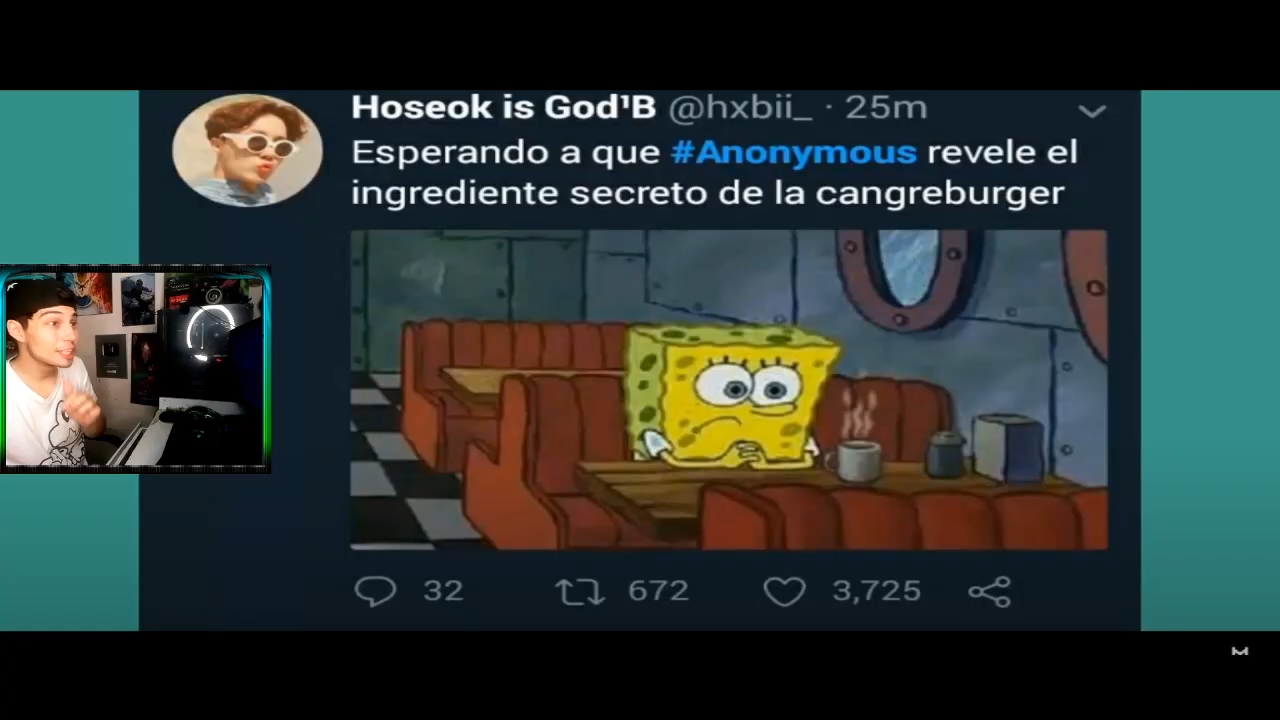 Hoseok is God¹B @hxbii_ · 25m
Esperando a que #Anonymous revele el
ingrediente secreto de la cangreburger
32 672 3,725